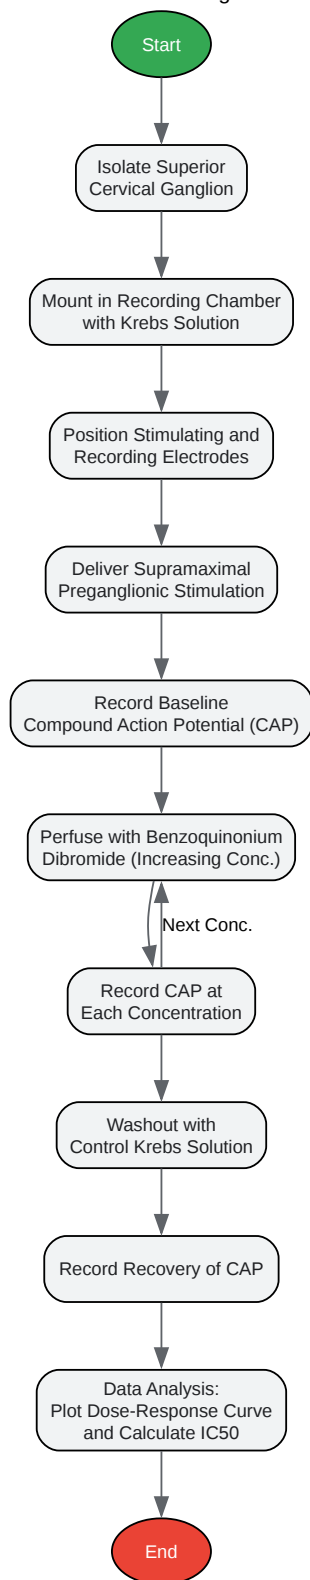 Start
Isolate Superior
Cervical Ganglion
Mount in Recording Chamber
with Krebs Solution
Position Stimulating and
Recording Electrodes
Deliver Supramaximal
Preganglionic Stimulation
Record Baseline
Compound Action Potential (CAP)
Perfuse with Benzoquinonium
Dibromide (Increasing Conc.)
Next Conc.
Record CAP at
Each Concentration
Washout with
Control Krebs Solution
Record Recovery of CAP
Data Analysis:
Plot Dose-Response Curve
and Calculate IC50
End